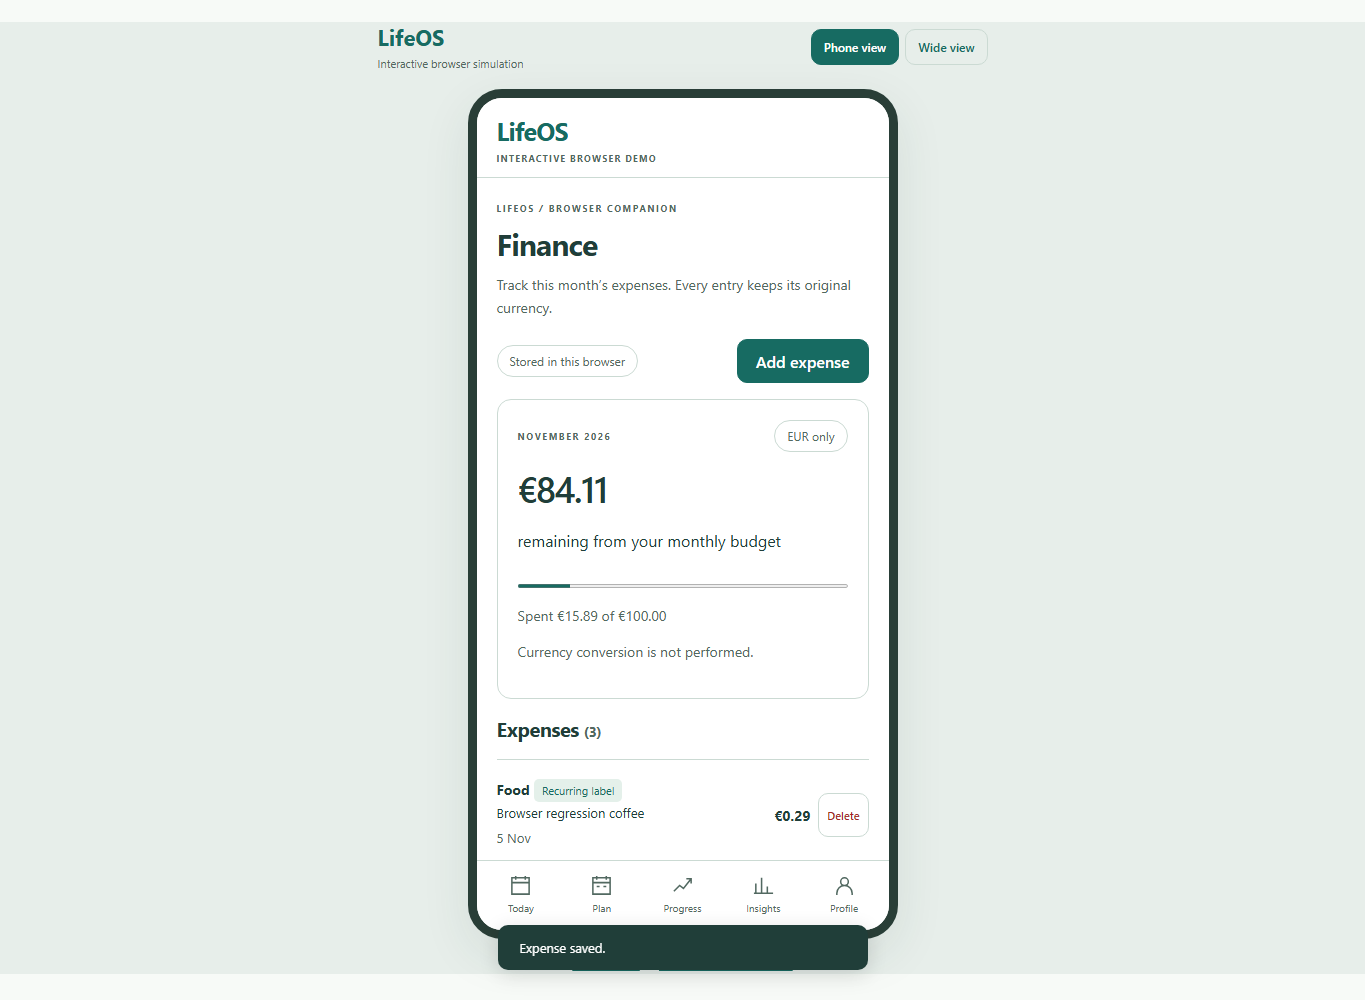 LifeOS
Interactive browser simulation
Phone view
Wide view
LifeOS
INTERACTIVE BROWSER DEMO
LIFEOS / BROWSER COMPANION
Finance
Track this month’s expenses. Every entry keeps its original
currency.
Stored in this browser
Add expense
NOVEMBER 2026
EUR only
€84.11
remaining from your monthly budget
Spent €15.89 of €100.00
Currency conversion is not performed.
Expenses (3)
Food Recurring label
Browser regression coffee
5 Nov
€0.29
Delete
Today
Plan
Progress
Insights
Profile
Expense saved.